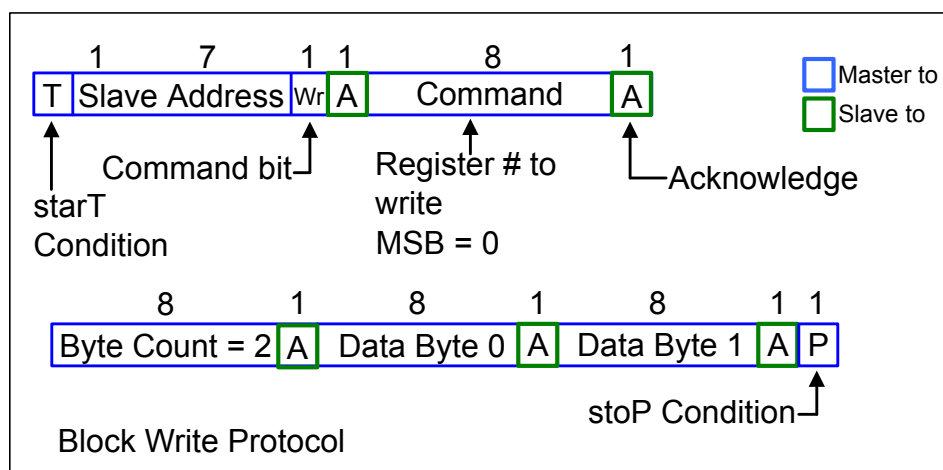 1 7 1 1 8 1
T Slave Address Wr A Command A
Master to
Slave to
Command bit
Register # to
write
MSB = 0
Acknowledge
starT
Condition
8 1 8 1 8 1 1
Byte Count = 2 A Data Byte 0 A Data Byte 1 A P
stoP Condition
Block Write Protocol